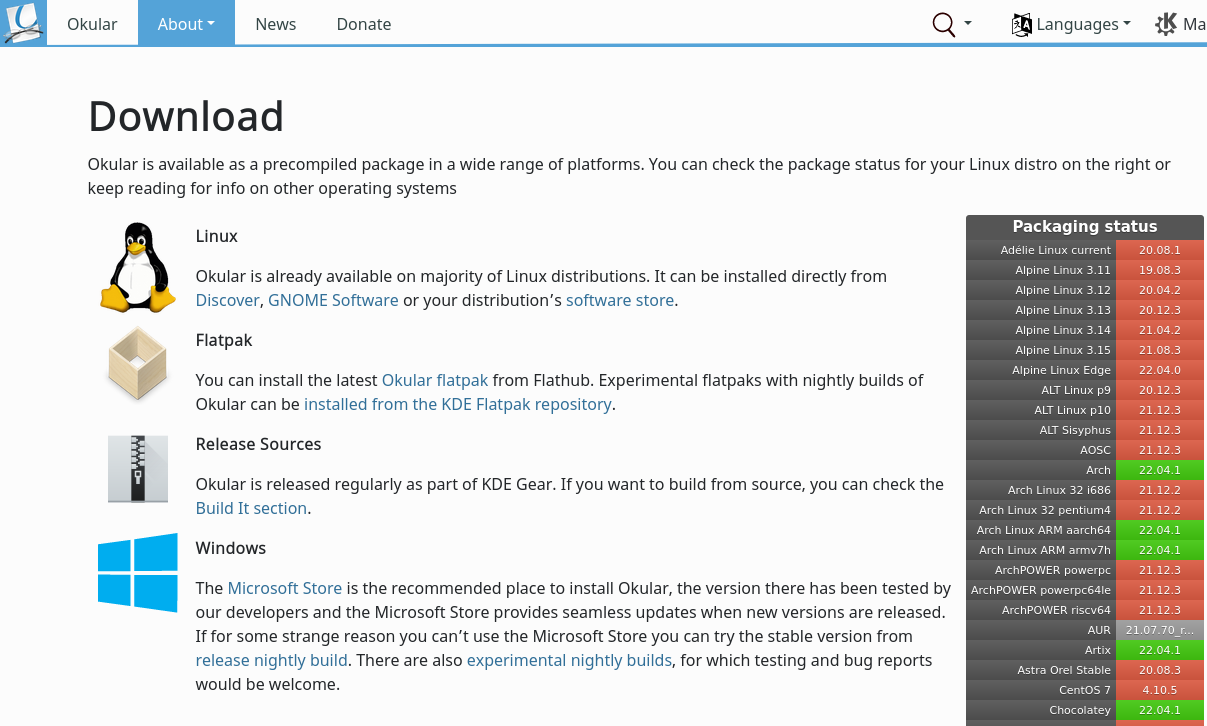 Okular
About
News
Donate
Languages
Ma
Download
Okular is available as a precompiled package in a wide range of platforms. You can check the package status for your Linux distro on the right or
keep reading for info on other operating systems
Linux
Okular is already available on majority of Linux distributions. It can be installed directly from
Discover, GNOME Software or your distribution’s software store.
Flatpak
You can install the latest Okular flatpak from Flathub. Experimental flatpaks with nightly builds of
Okular can be installed from the KDE Flatpak repository.
Release Sources
Okular is released regularly as part of KDE Gear. If you want to build from source, you can check the
Build It section.
Windows
The Microsoft Store is the recommended place to install Okular, the version there has been tested by
our developers and the Microsoft Store provides seamless updates when new versions are released.
If for some strange reason you can’t use the Microsoft Store you can try the stable version from
release nightly build. There are also experimental nightly builds, for which testing and bug reports
would be welcome.
Packaging status
Adélie Linux current 20.08.1
Alpine Linux 3.11 19.08.3
Alpine Linux 3.12 20.04.2
Alpine Linux 3.13 20.12.3
Alpine Linux 3.14 21.04.2
Alpine Linux 3.15 21.08.3
Alpine Linux Edge 22.04.0
ALT Linux p9 20.12.3
ALT Linux p10 21.12.3
ALT Sisyphus 21.12.3
AOSC 21.12.3
Arch 22.04.1
Arch Linux 32 i686 21.12.2
Arch Linux 32 pentium4 21.12.2
Arch Linux ARM aarch64 22.04.1
Arch Linux ARM armv7h 22.04.1
ArchPOWER powerpc 21.12.3
ArchPOWER powerpc64le 21.12.3
ArchPOWER riscv64 21.12.3
AUR 21.07.70_r...
Artix 22.04.1
Astra Orel Stable 20.08.3
CentOS 7 4.10.5
Chocolatey 22.04.1